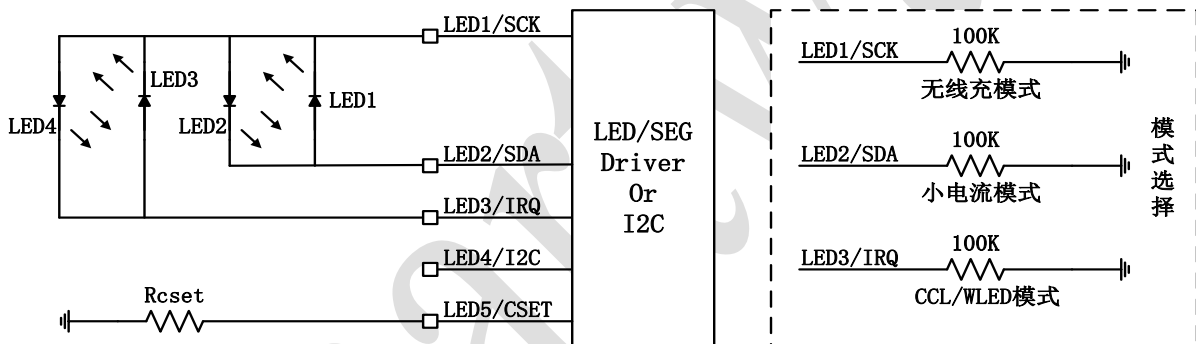 LED1/SCK
LED3
LED1
LED4
LED2
LED2/SDA
LED3/IRQ
LED4/I2C
Rcset
LED5/CSET
LED/SEG
Driver
Or
I2C
LED1/SCK
100K
无线充模式
LED2/SDA
100K
小电流模式
LED3/IRQ
100K
CCL/WLED模式
模式选择